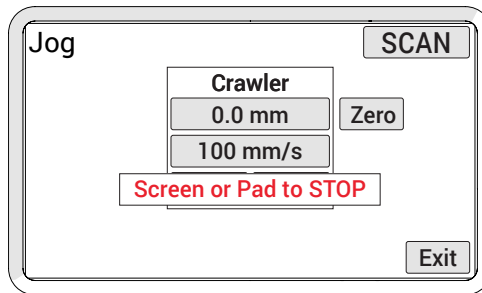 Jog
SCAN
Crawler
0.0 mm
Zero
100 mm/s
Screen or Pad to STOP
Exit